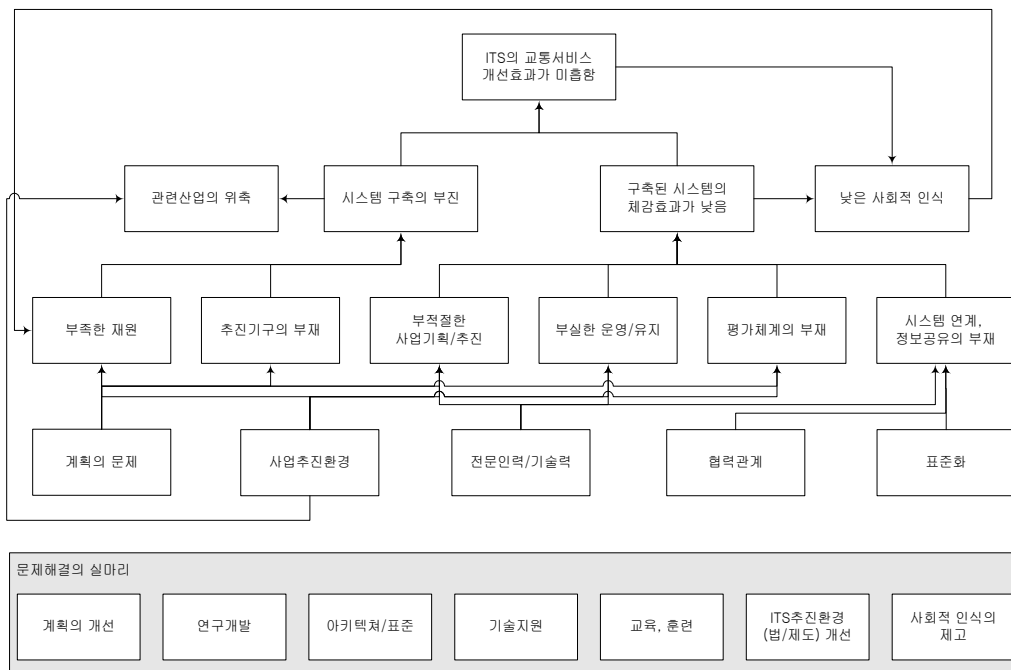 ITS의 교통서비스
개선효과가 미흡함
관련산업의 위축
시스템 구축의 부진
구축된 시스템의
체감효과가 낮음
낮은 사회적 인식
부족한 재원
추진기구의 부재
부적절한
사업기획/추진
부실한 운영/유지
평가체계의 부재
시스템 연계,
정보공유의 부재
계획의 문제
사업추진환경
전문인력/기술력
협력관계
표준화
문제해결의 실마리
계획의 개선
연구개발
아키텍쳐/표준
기술지원
교육, 훈련
ITS추진환경
(법/제도) 개선
사회적 인식의
제고